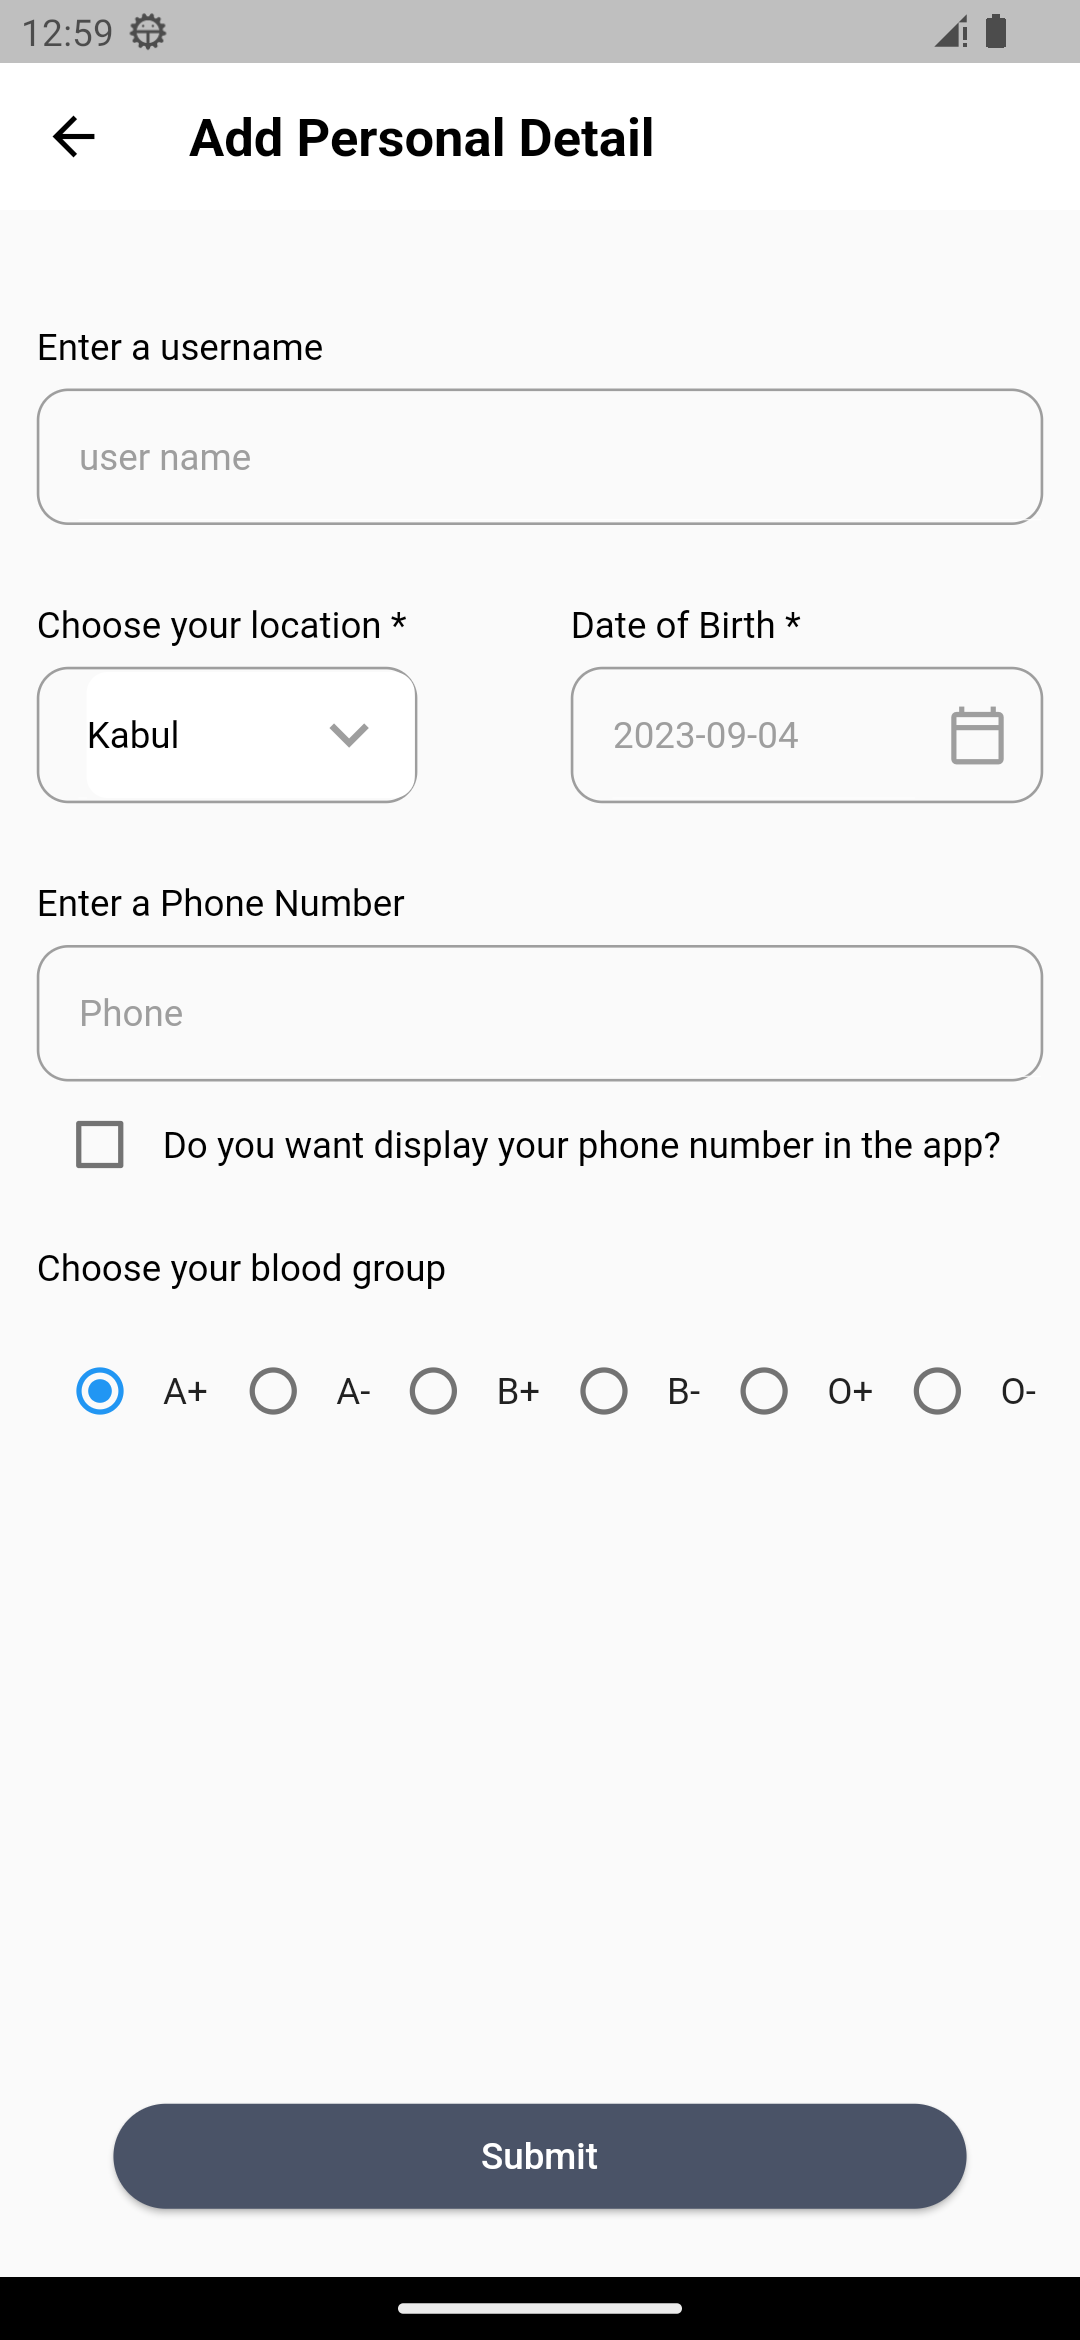 12:59
Add Personal Detail
Enter a username
user name
Choose your location * Date of Birth *
Kabul 2023-09-04
Enter a Phone Number
Phone
Do you want display your phone number in the app?
Choose your blood group
A+ A- B+ B- O+ O-
Submit